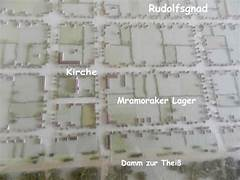 Rudolfsgnad
Kirche
Mramoraker Lager
Damm zur Theiß